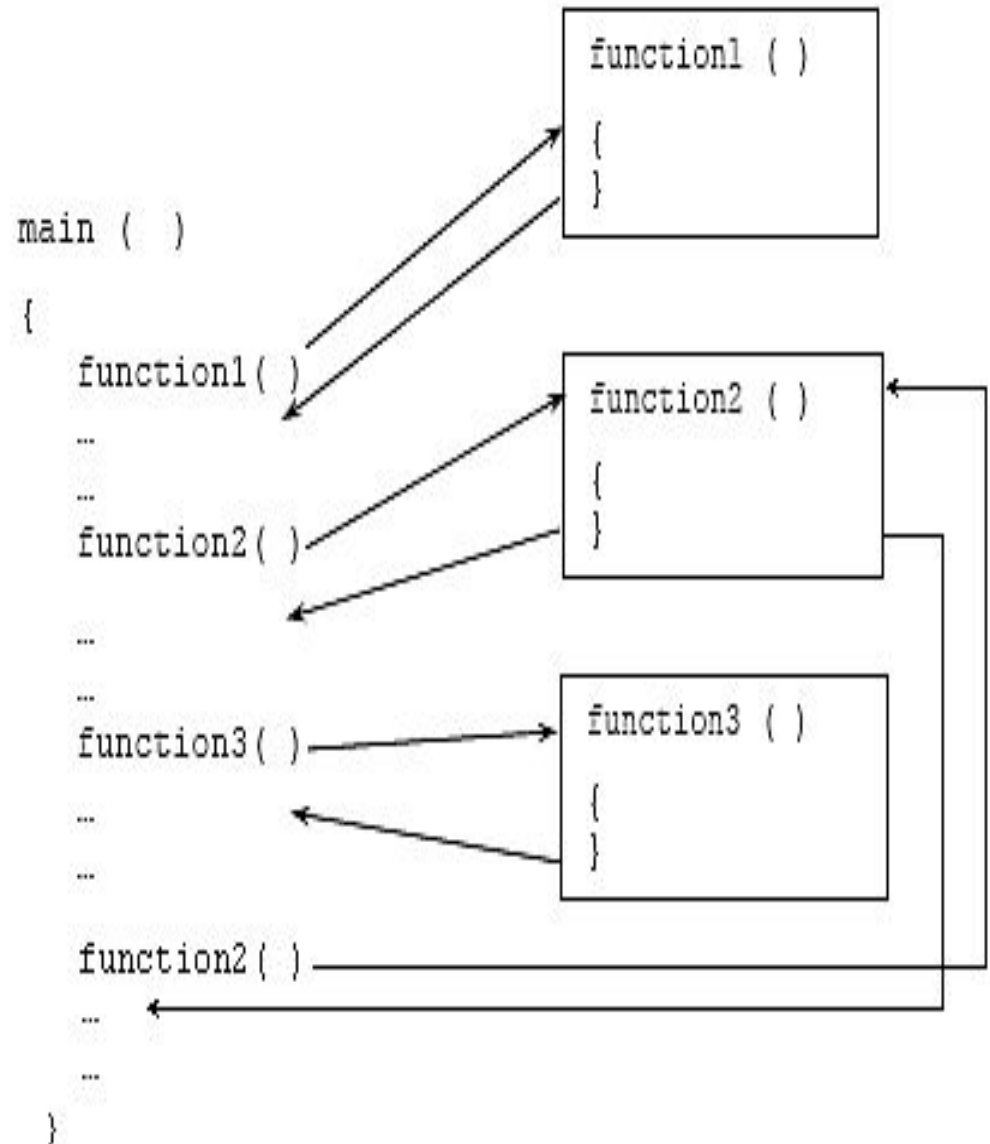 main ( )
{
function1( )
...
...
function2( )
...
...
function3( )
...
...
function2( )
...
...
}
function1 ( )
{
}
function2 ( )
{
}
function3 ( )
{
}